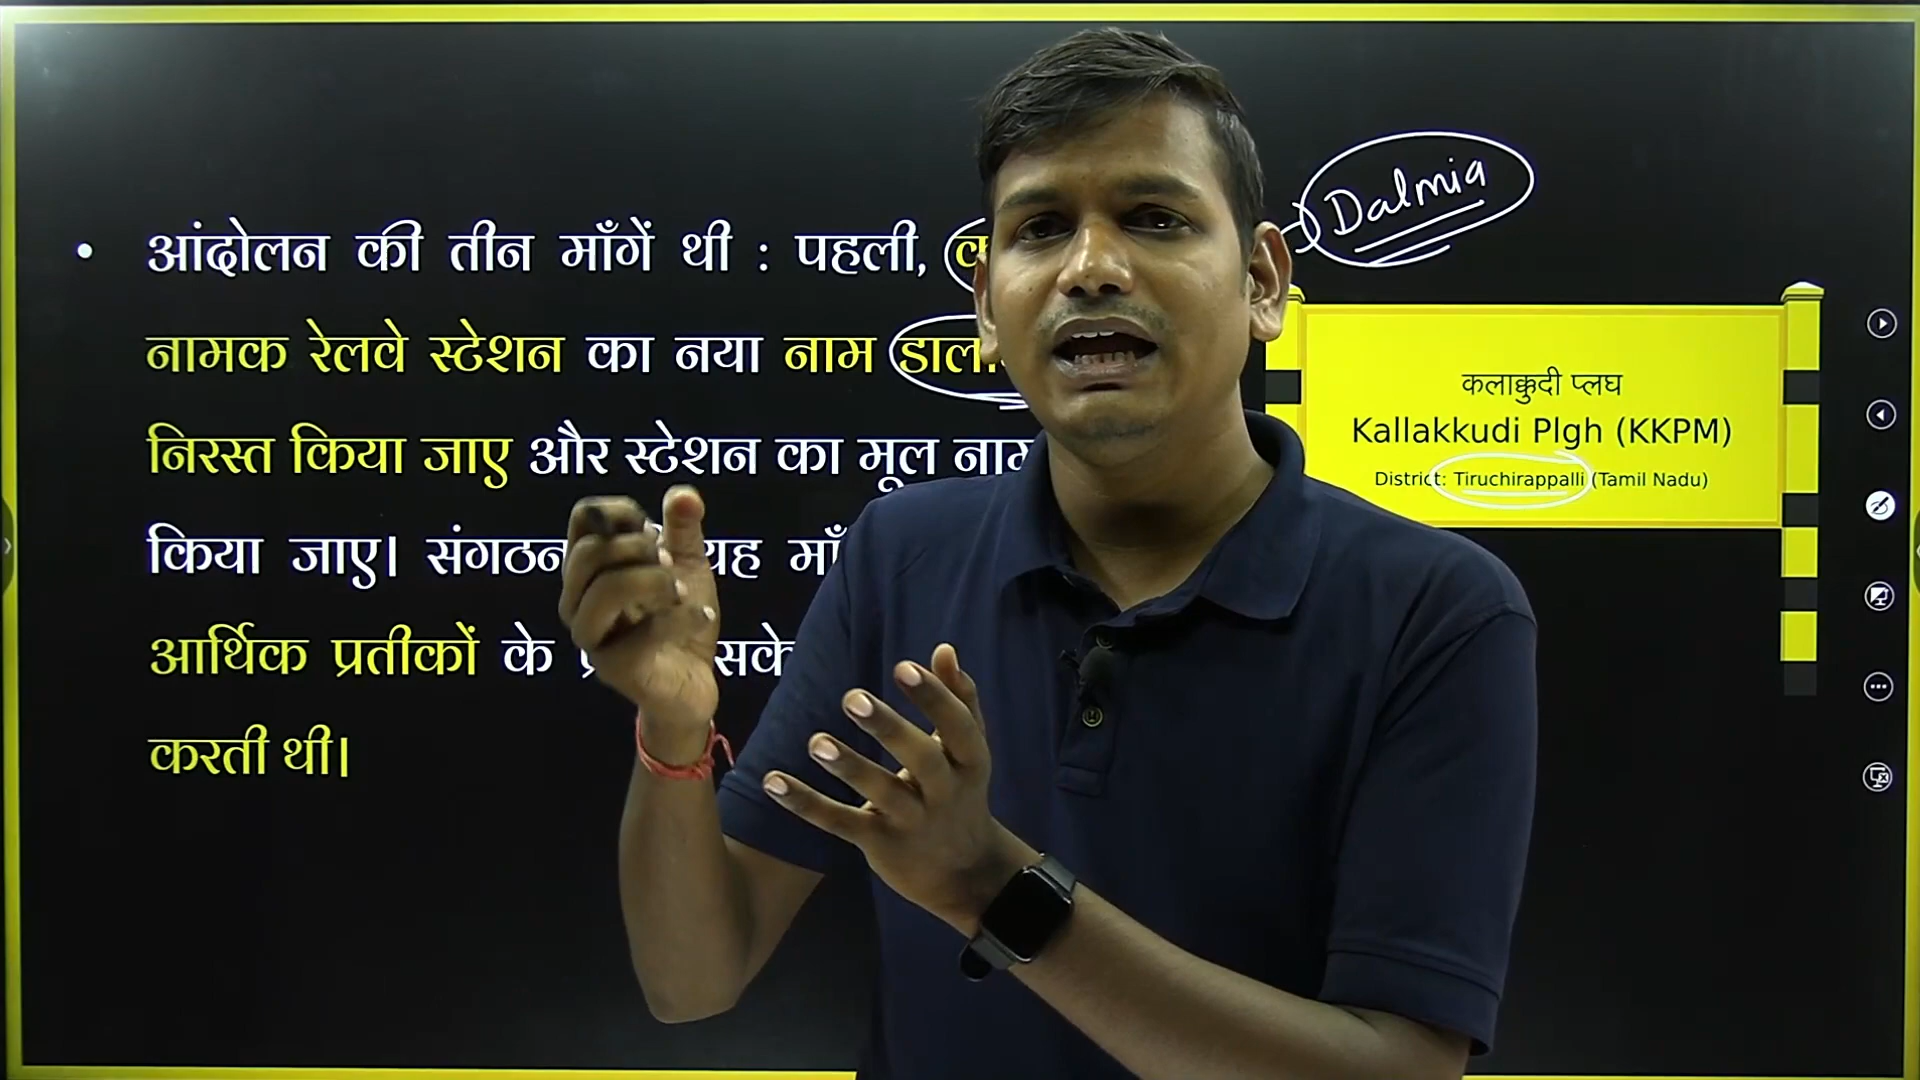 आंदोलन की तीन माँगें थी : पहली,
नामक रेलवे स्टेशन का नया नाम
निरस्त किया जाए और स्टेशन का मूल नाम
किया जाए। संगठन यह
आर्थिक प्रतीकों के
करती थी।
Dalmia
कलाक्कुदी प्लघ
Kallakkudi Plgh (KKPM)
District: Tiruchirappalli (Tamil Nadu)